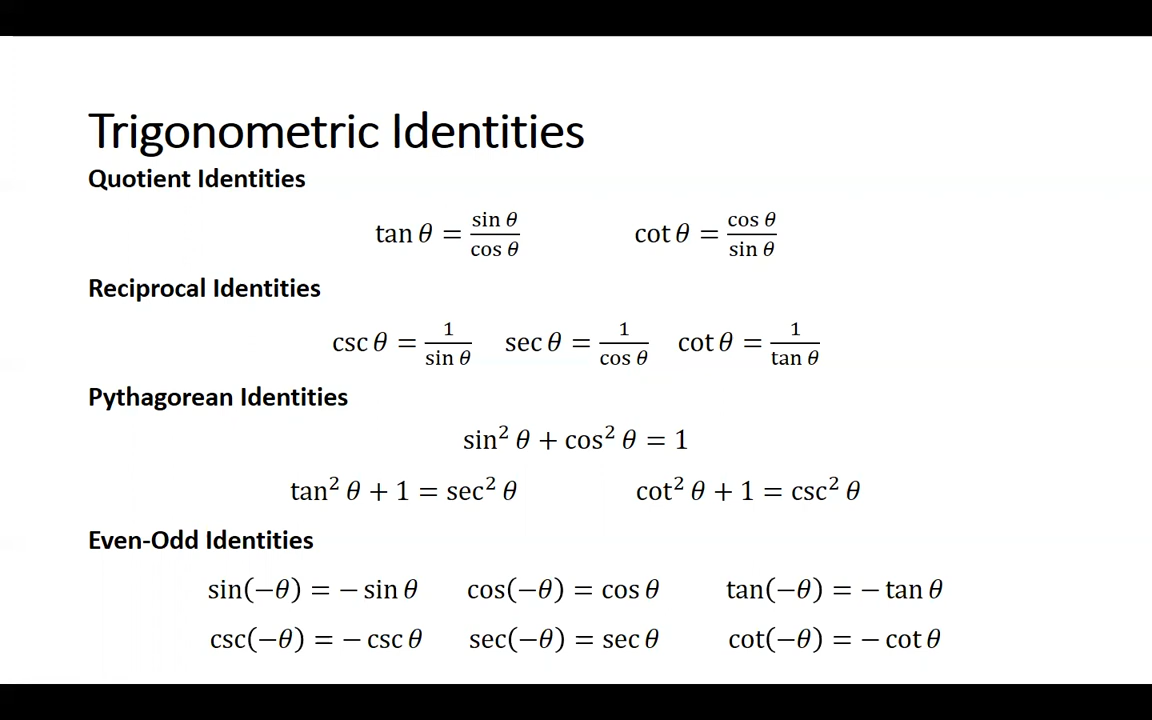 Trigonometric Identities
Quotient Identities
tan θ = sin θ / cos θ    cot θ = cos θ / sin θ
Reciprocal Identities
csc θ = 1 / sin θ    sec θ = 1 / cos θ    cot θ = 1 / tan θ
Pythagorean Identities
sin² θ + cos² θ = 1
tan² θ + 1 = sec² θ    cot² θ + 1 = csc² θ
Even-Odd Identities
sin(−θ) = − sin θ    cos(−θ) = cos θ    tan(−θ) = − tan θ
csc(−θ) = − csc θ    sec(−θ) = sec θ    cot(−θ) = − cot θ